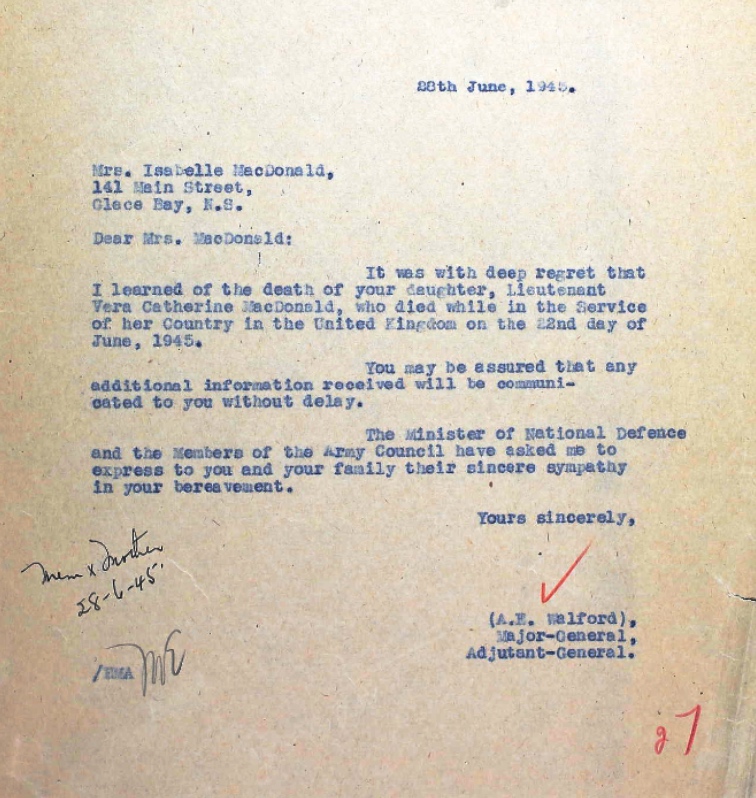 28th June, 1945.
Mrs. Isabelle MacDonald,
141 Main Street,
Glace Bay, N.S.
Dear Mrs. MacDonald:
It was with deep regret that
I learned of the death of your daughter, Lieutenant
Vera Catherine MacDonald, who died while in the Service
of her Country in the United Kingdom on the 22nd day of
June, 1945.
You may be assured that any
additional information received will be communi-
cated to you without delay.
The Minister of National Defence
and the Members of the Army Council have asked me to
express to you and your family their sincere sympathy
in your bereavement.
Yours sincerely,
Mem x Mother
28-6-45.
(A.E. Walford),
Major-General,
Adjutant-General.
27